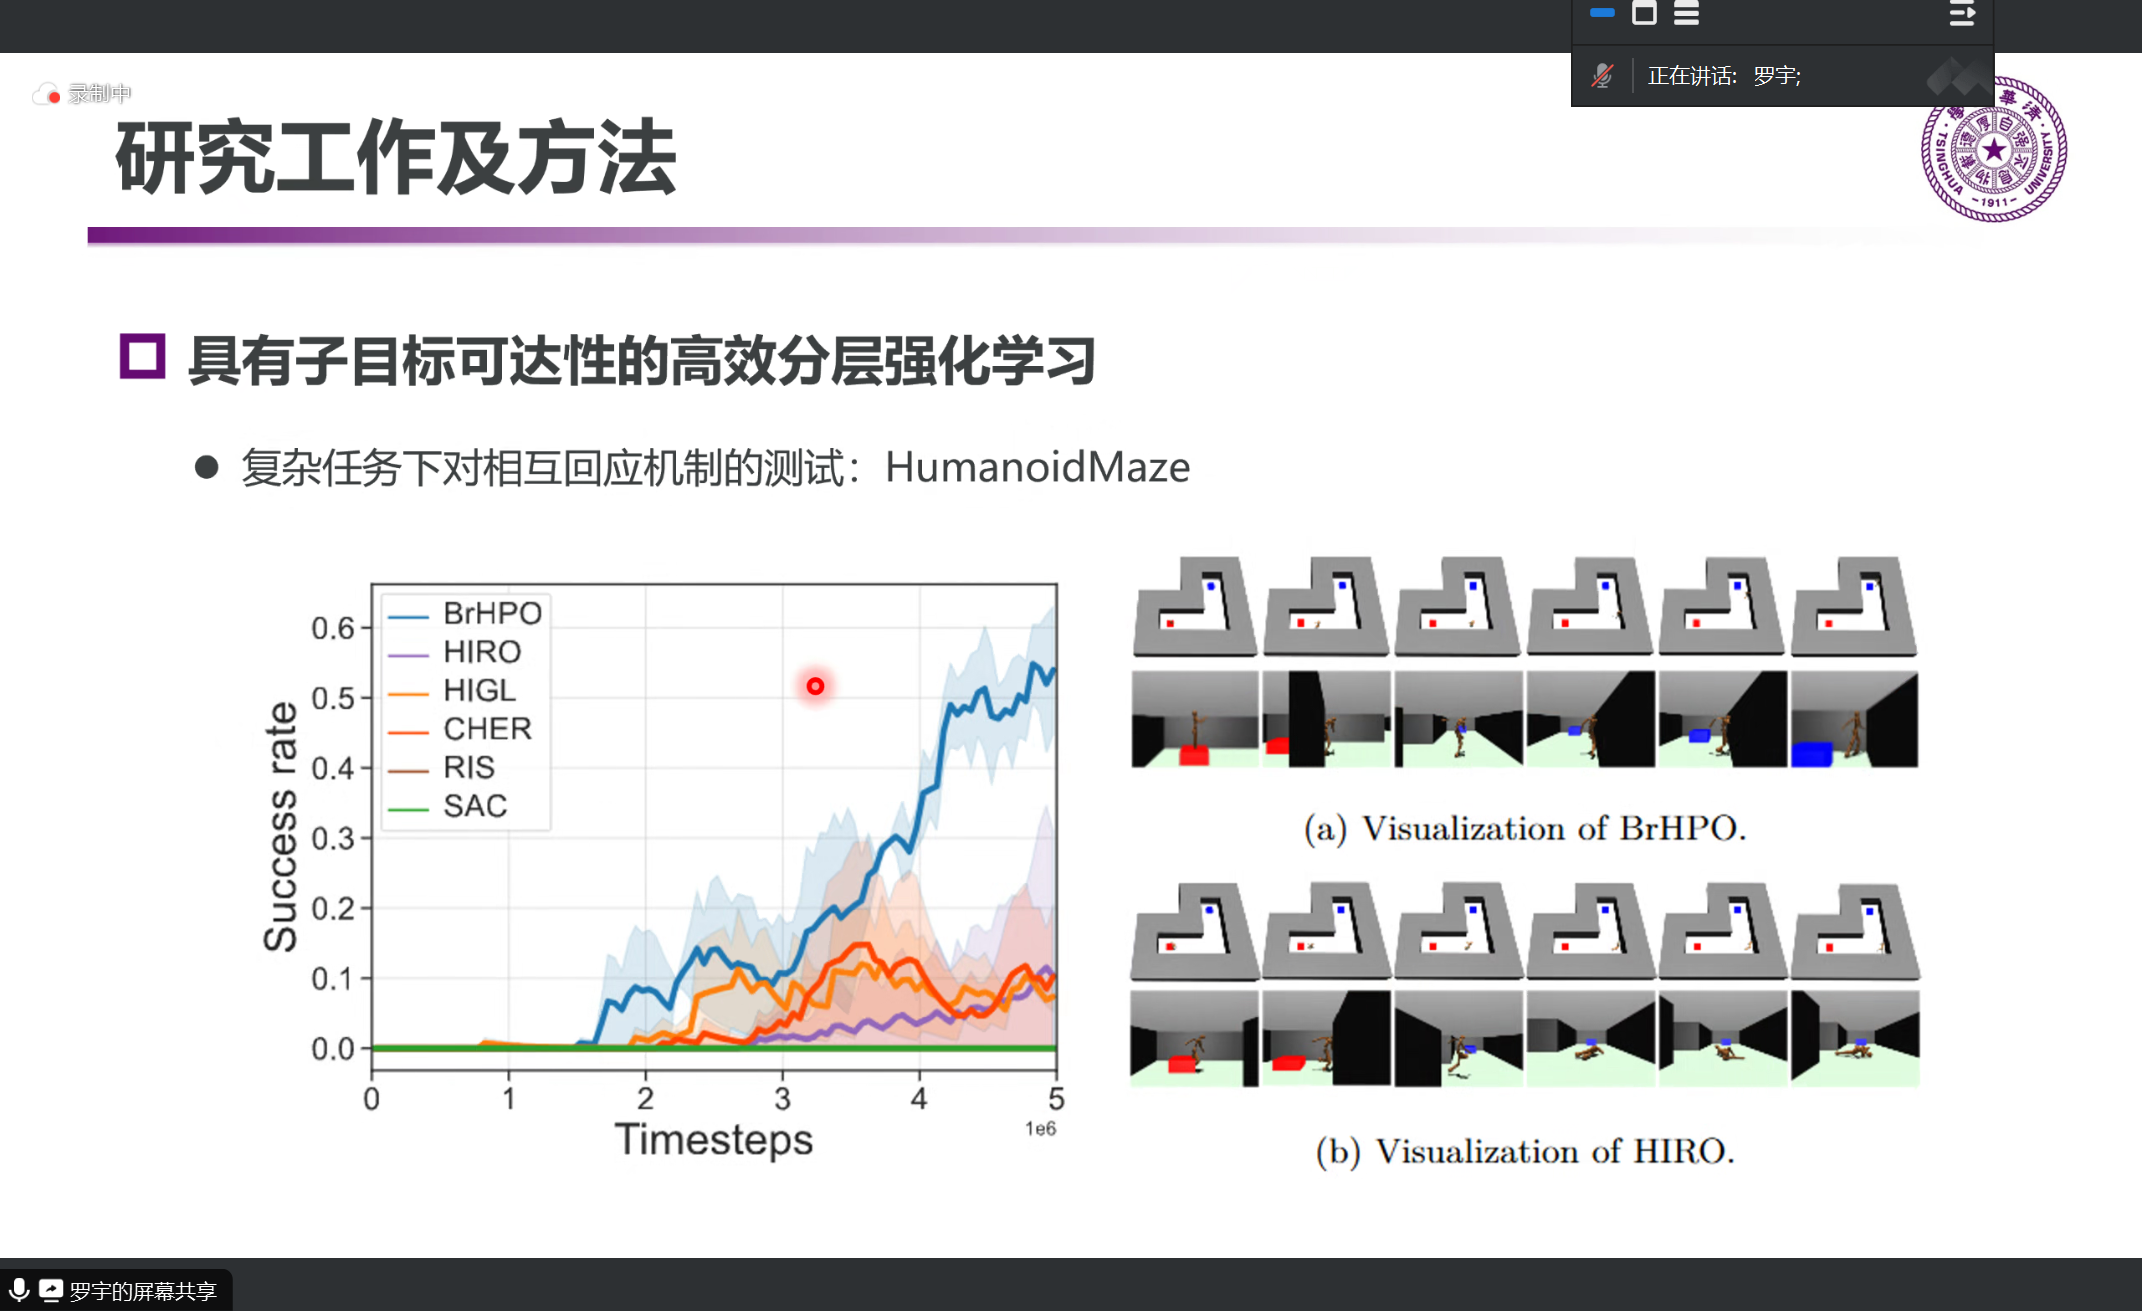 正在讲话: 罗宇;
录制中
研究工作及方法
TSINGHUA UNIVERSITY
-1911-
具有子目标可达性的高效分层强化学习
复杂任务下对相互回应机制的测试：HumanoidMaze
BrHPO
HIRO
HIGL
CHER
RIS
SAC
Success rate
0.6
0.5
0.4
0.3
0.2
0.1
0.0
0 1 2 3 4 5
1e6
Timesteps
(a) Visualization of BrHPO.
(b) Visualization of HIRO.
罗宇的屏幕共享